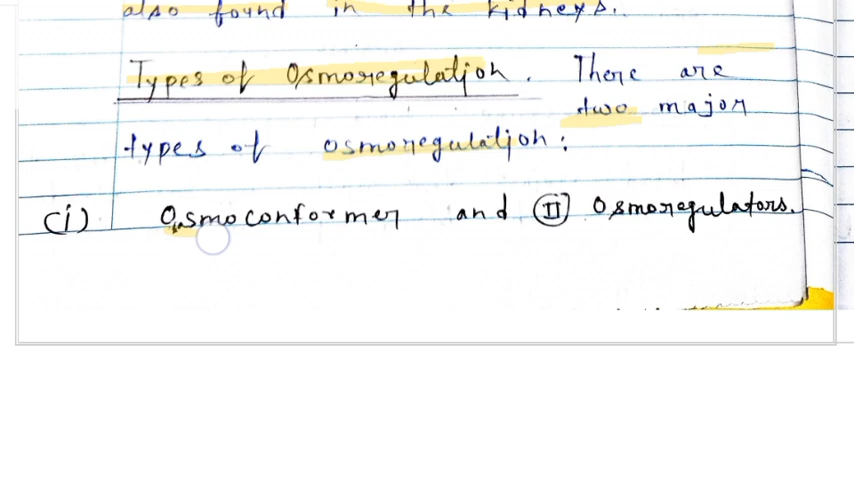 also found in the kidneys.
Types of Osmoregulation. There are
two major
types of osmoregulation:
(i) Osmoconformer and (II) Osmoregulators.